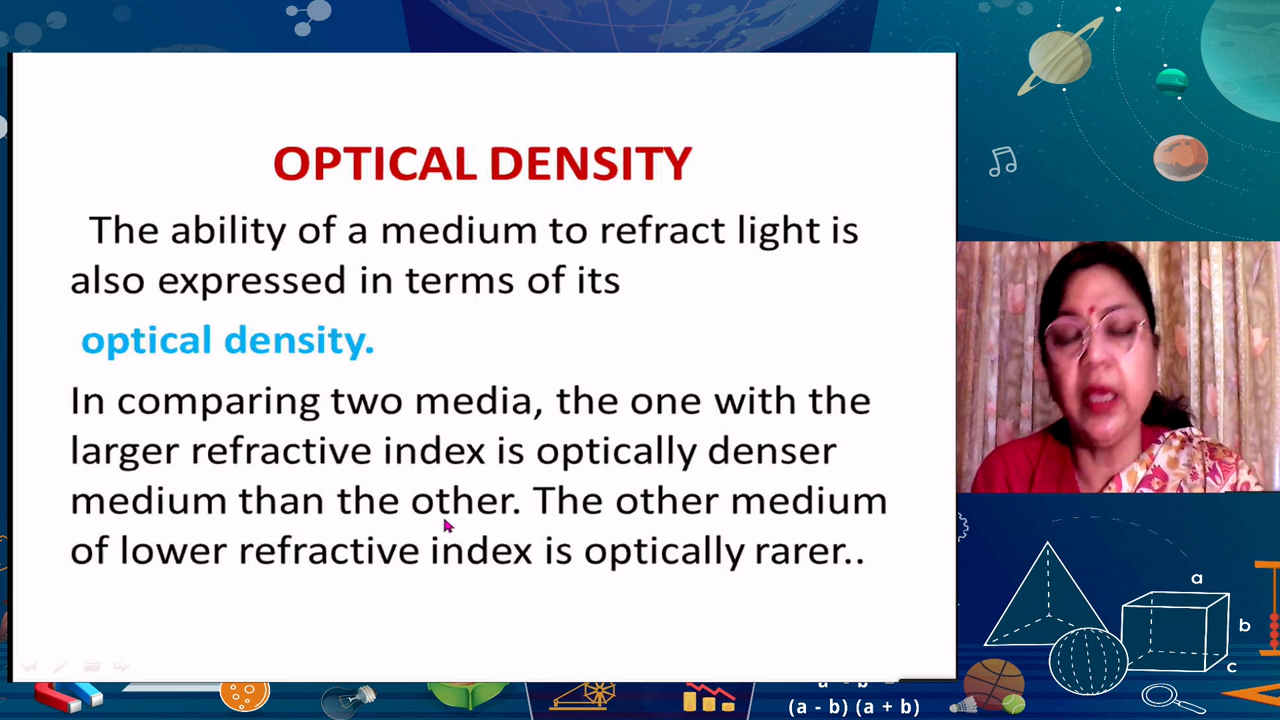 OPTICAL DENSITY
The ability of a medium to refract light is
also expressed in terms of its
optical density.
In comparing two media, the one with the
larger refractive index is optically denser
medium than the other. The other medium
of lower refractive index is optically rarer..
a
b
c
(a - b) (a + b)